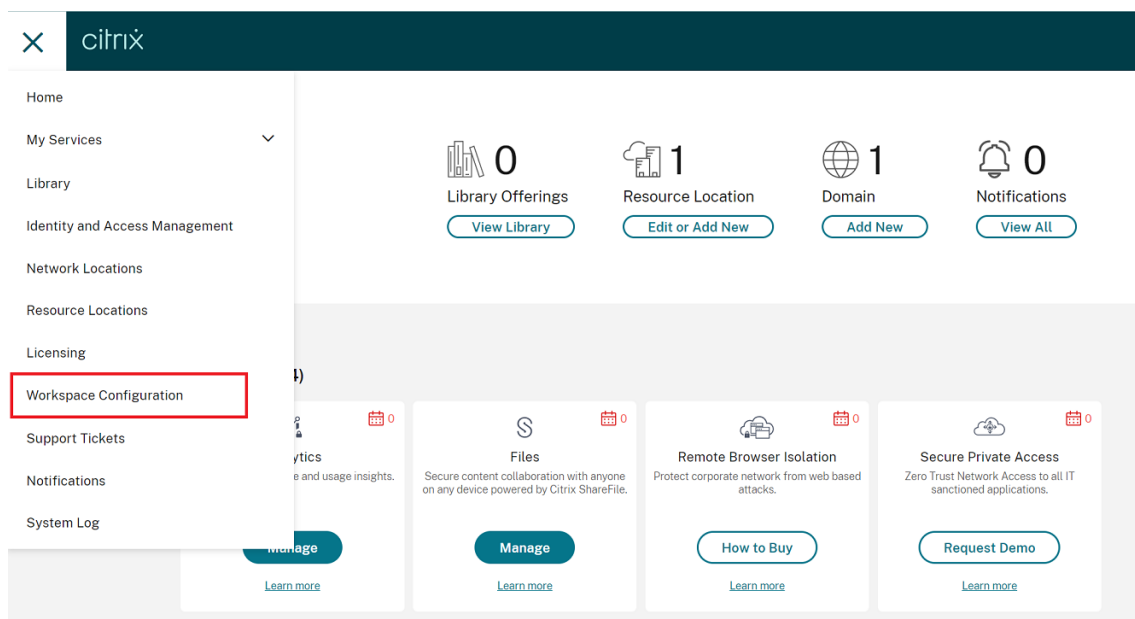 citrix
Home
My Services
Library
Identity and Access Management
Network Locations
Resource Locations
Licensing
Workspace Configuration
Support Tickets
Notifications
System Log
0
Library Offerings
View Library
1
Resource Location
Edit or Add New
1
Domain
Add New
0
Notifications
View All
4)
0
ytics
e and usage insights.
Manage
Learn more
0
Files
Secure content collaboration with anyone
on any device powered by Citrix ShareFile.
Manage
Learn more
0
Remote Browser Isolation
Protect corporate network from web based
attacks.
How to Buy
Learn more
0
Secure Private Access
Zero Trust Network Access to all IT
sanctioned applications.
Request Demo
Learn more